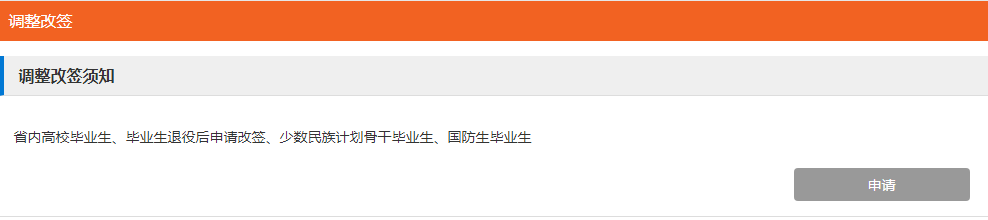 调整改签
调整改签须知
省内高校毕业生、毕业生退役后申请改签、少数民族计划骨干毕业生、国防生毕业生
申请